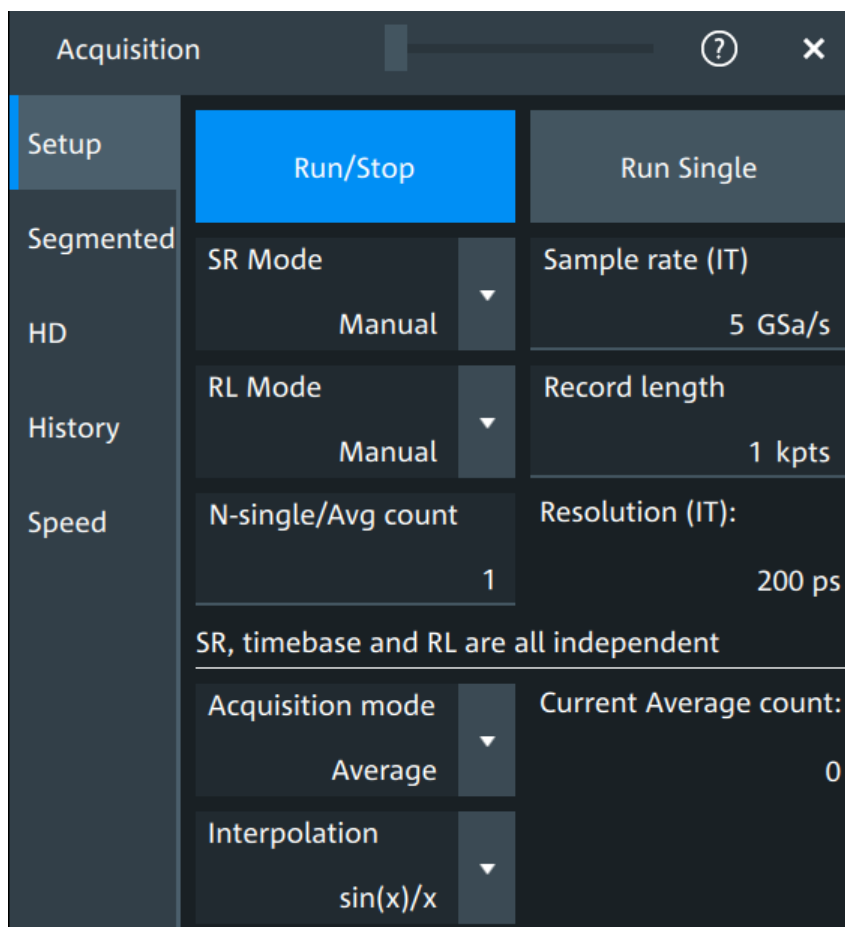 Acquisition
?
Setup
Segmented
HD
History
Speed
Run/Stop
Run Single
SR Mode
Manual
Sample rate (IT)
5 GSa/s
RL Mode
Manual
Record length
1 kpts
N-single/Avg count
1
Resolution (IT):
200 ps
SR, timebase and RL are all independent
Acquisition mode
Average
Current Average count:
0
Interpolation
sin(x)/x